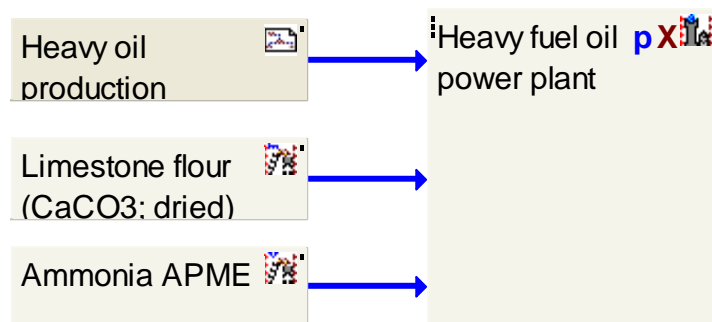 Heavy oil
production
Heavy fuel oil p X
power plant
Limestone flour
(CaCO3; dried)
Ammonia APME